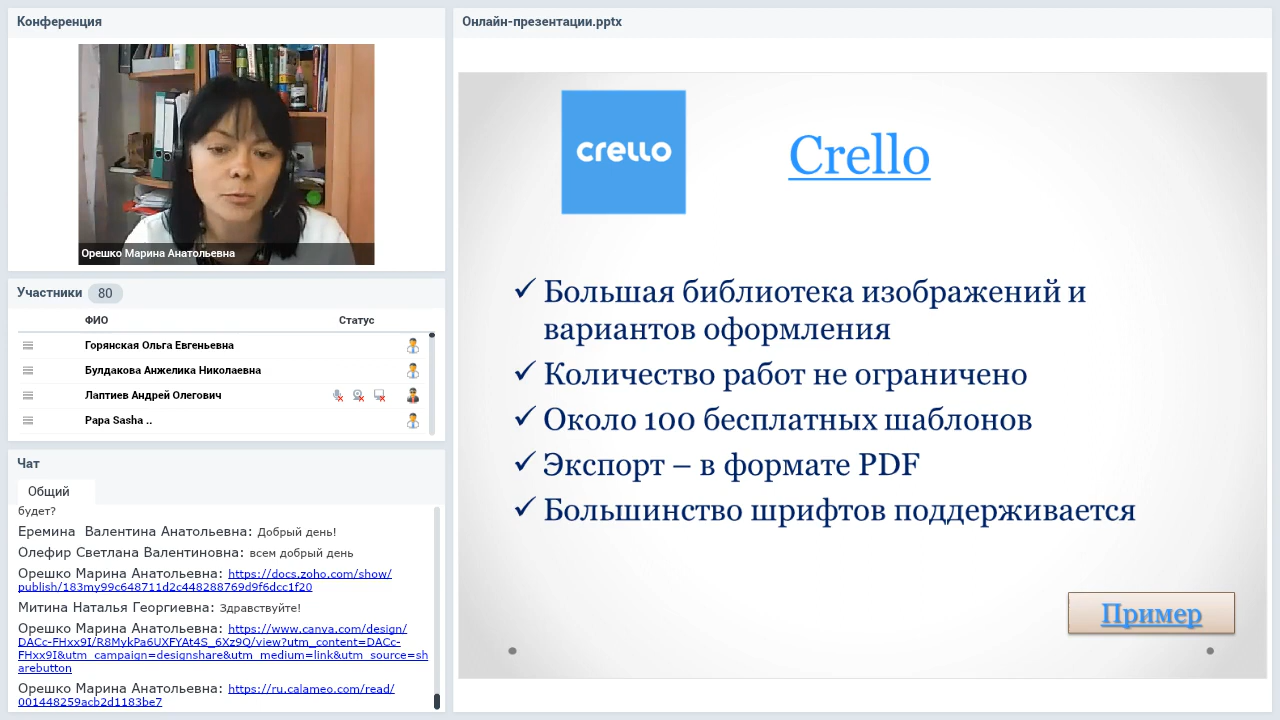 Конференция
Орешко Марина Анатольевна
Участники 80
ФИО Статус
Горянская Ольга Евгеньевна
Булдакова Анжелика Николаевна
Лаптиев Андрей Олегович
Papa Sasha ..
Чат
Общий
будет?
Еремина Валентина Анатольевна: Добрый день!
Олефир Светлана Валентиновна: всем добрый день
Орешко Марина Анатольевна: https://docs.zoho.com/show/
publish/183my99c648711d2c448288769d9f6dcc1f20
Митина Наталья Георгиевна: Здравствуйте!
Орешко Марина Анатольевна: https://www.canva.com/design/
DACc-FHxx9I/R8MykPa6UXFYAt4S_6Xz9Q/view?utm_content=DACc-
FHxx9I&utm_campaign=designshare&utm_medium=link&utm_source=sh
arebutton
Орешко Марина Анатольевна: https://ru.calameo.com/read/
001448259acb2d1183be7
Онлайн-презентации.pptx
crello
Crello
Большая библиотека изображений и
вариантов оформления
Количество работ не ограничено
Около 100 бесплатных шаблонов
Экспорт – в формате PDF
Большинство шрифтов поддерживается
Пример